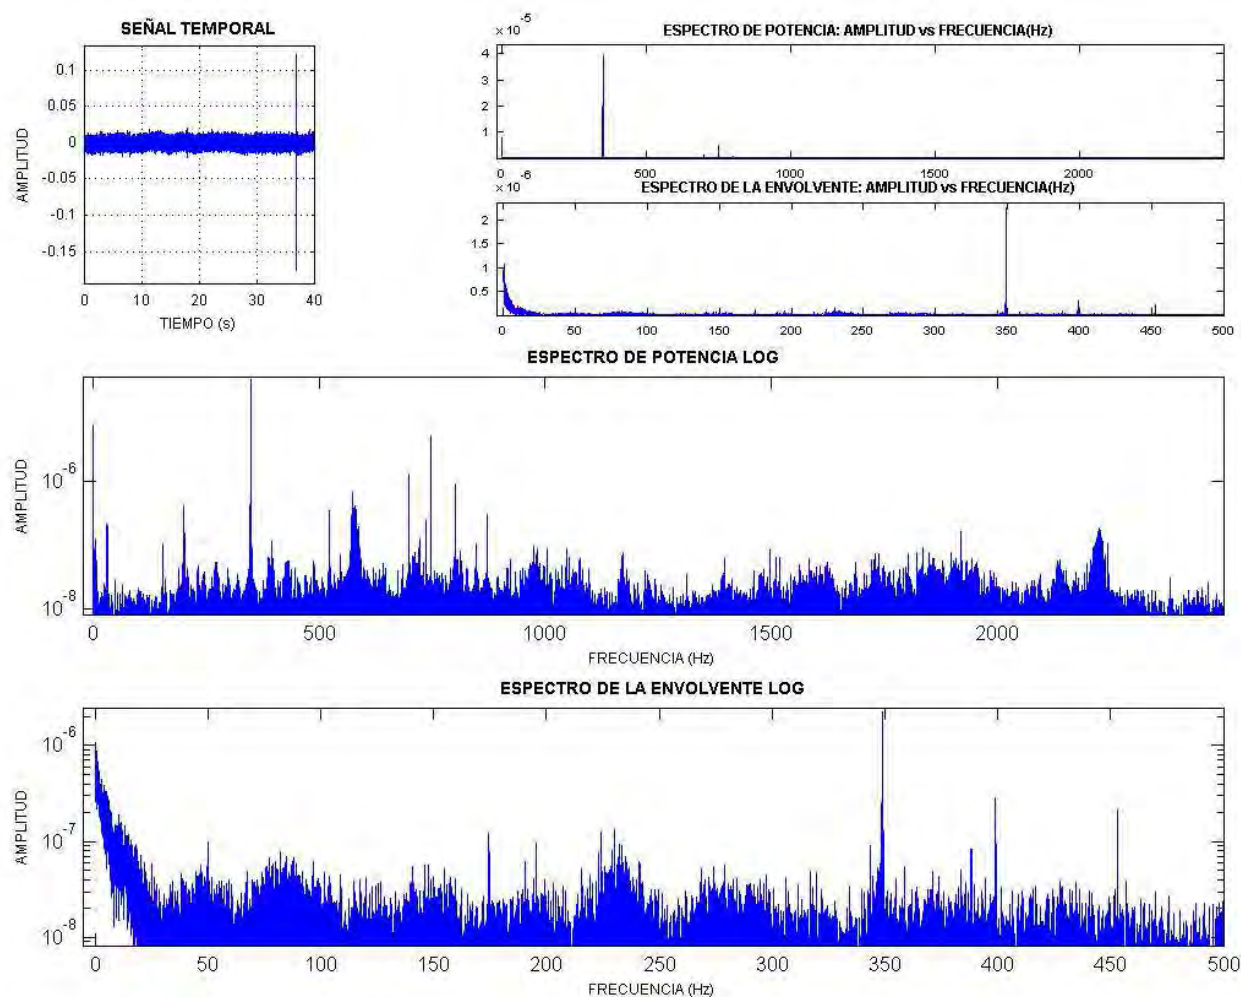 SEÑAL TEMPORAL
0.1
0.05
0
-0.05
-0.1
-0.15
AMPLITUD
0 10 20 30 40
TIEMPO (s)
× 10 -5
ESPECTRO DE POTENCIA: AMPLITUD vs FRECUENCIA(Hz)
4
3
2
1
0 500 1000 1500 2000
× 10 -6
ESPECTRO DE LA ENVOLVENTE: AMPLITUD vs FRECUENCIA(Hz)
2
1.5
1
0.5
0 50 100 150 200 250 300 350 400 450 500
ESPECTRO DE POTENCIA LOG
10-6
10-8
AMPLITUD
0 500 1000 1500 2000
FRECUENCIA (Hz)
ESPECTRO DE LA ENVOLVENTE LOG
10-6
10-7
10-8
AMPLITUD
0 50 100 150 200 250 300 350 400 450 500
FRECUENCIA (Hz)